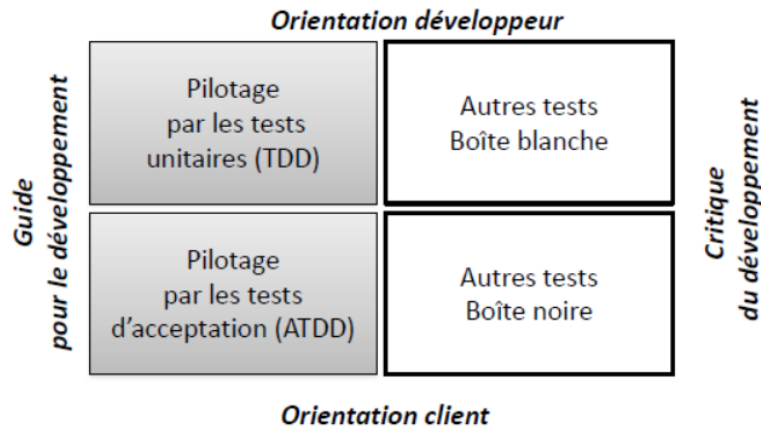 Orientation développeur
Guide
pour le développement
Pilotage
par les tests
unitaires (TDD)
Autres tests
Boîte blanche
Pilotage
par les tests
d'acceptation (ATDD)
Autres tests
Boîte noire
Critique
du développement
Orientation client